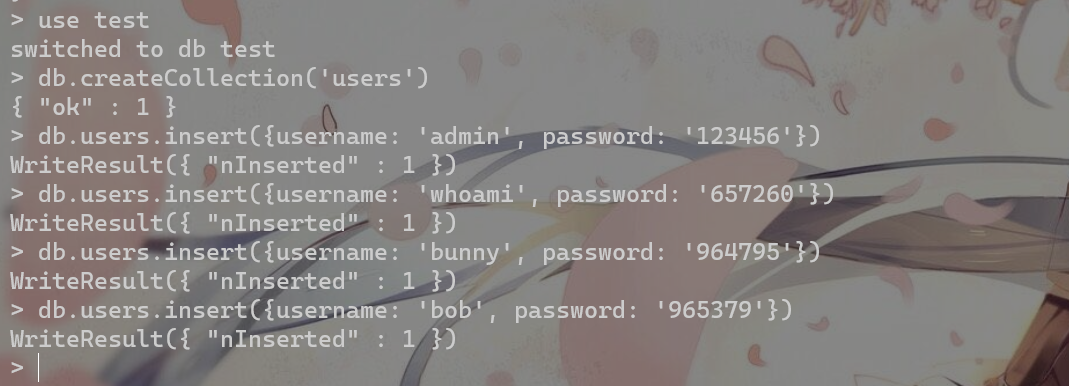 > use test
switched to db test
> db.createCollection('users')
{ "ok" : 1 }
> db.users.insert({username: 'admin', password: '123456'})
WriteResult({ "nInserted" : 1 })
> db.users.insert({username: 'whoami', password: '657260'})
WriteResult({ "nInserted" : 1 })
> db.users.insert({username: 'bunny', password: '964795'})
WriteResult({ "nInserted" : 1 })
> db.users.insert({username: 'bob', password: '965379'})
WriteResult({ "nInserted" : 1 })
>